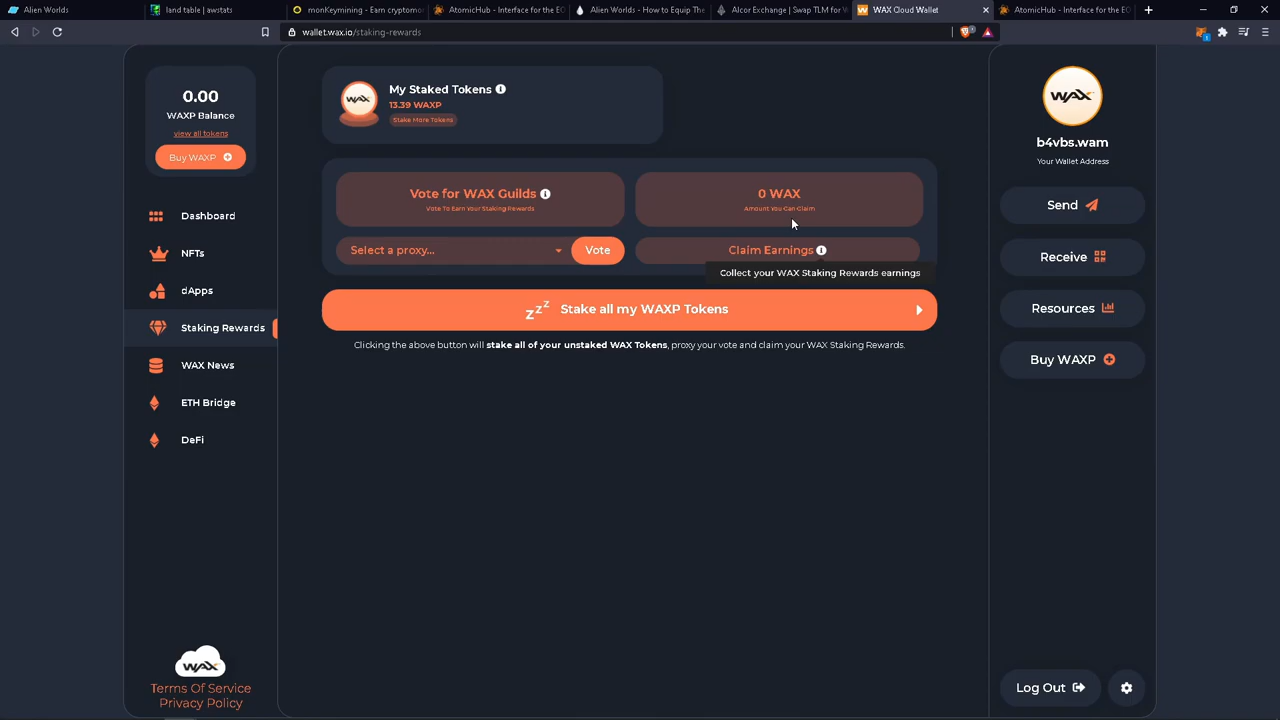 Alien Worlds
land table | awstats
monKeymining - Earn cryptomo
AtomicHub - Interface for the EO
Alien Worlds - How to Equip The
Alcor Exchange | Swap TLM for W
WAX Cloud Wallet
AtomicHub - Interface for the EO
wallet.wax.io/staking-rewards
0.00
WAXP Balance
view all tokens
Buy WAXP
Dashboard
NFTs
dApps
Staking Rewards
WAX News
ETH Bridge
DeFi
WAX
Terms Of Service
Privacy Policy
WAX
My Staked Tokens
13.39 WAXP
Stake More Tokens
Vote for WAX Guilds
Vote To Earn Your Staking Rewards
0 WAX
Amount You Can Claim
Select a proxy...
Vote
Claim Earnings
Collect your WAX Staking Rewards earnings
zzz Stake all my WAXP Tokens
Clicking the above button will stake all of your unstaked WAX Tokens, proxy your vote and claim your WAX Staking Rewards.
WAX
b4vbs.wam
Your Wallet Address
Send
Receive
Resources
Buy WAXP
Log Out